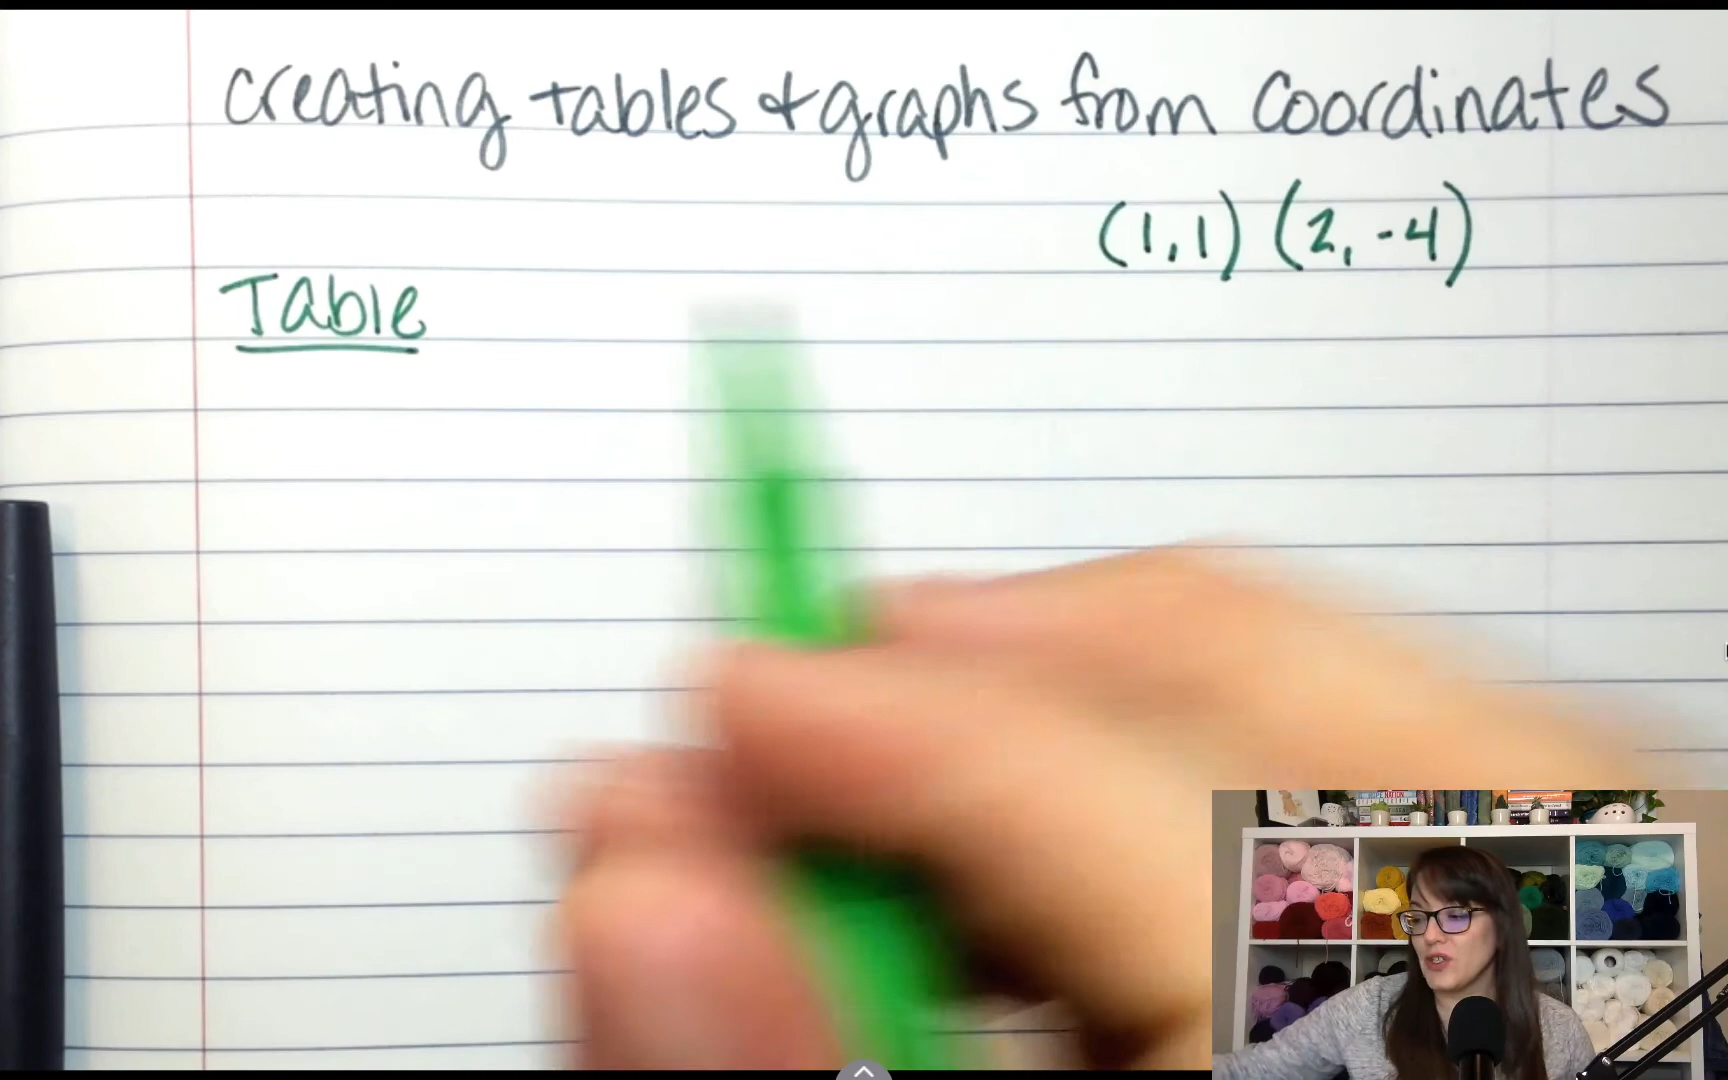 creating tables & graphs from coordinates
(1,1) (2,-4)
Table